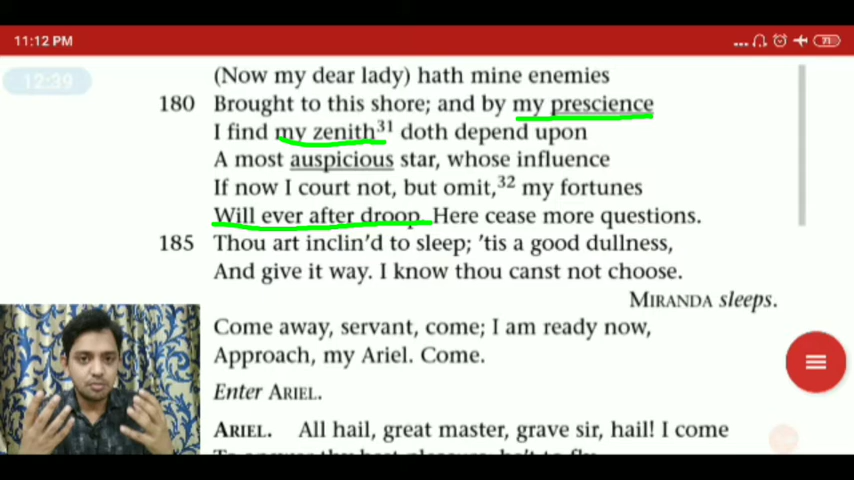 11:12 PM
71
12:39
(Now my dear lady) hath mine enemies
180 Brought to this shore; and by my prescience
I find my zenith³¹ doth depend upon
A most auspicious star, whose influence
If now I court not, but omit,³² my fortunes
Will ever after droop. Here cease more questions.
185 Thou art inclin'd to sleep; 'tis a good dullness,
And give it way. I know thou canst not choose.
MIRANDA sleeps.
Come away, servant, come; I am ready now,
Approach, my Ariel. Come.
Enter ARIEL.
ARIEL. All hail, great master, grave sir, hail! I come